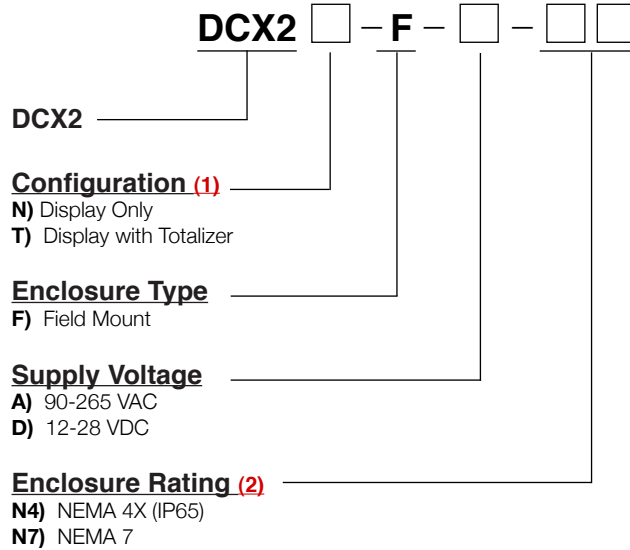 DCX2 □ – F – □ – □ □
DCX2
Configuration (1)
N) Display Only
T) Display with Totalizer
Enclosure Type
F) Field Mount
Supply Voltage
A) 90-265 VAC
D) 12-28 VDC
Enclosure Rating (2)
N4) NEMA 4X (IP65)
N7) NEMA 7